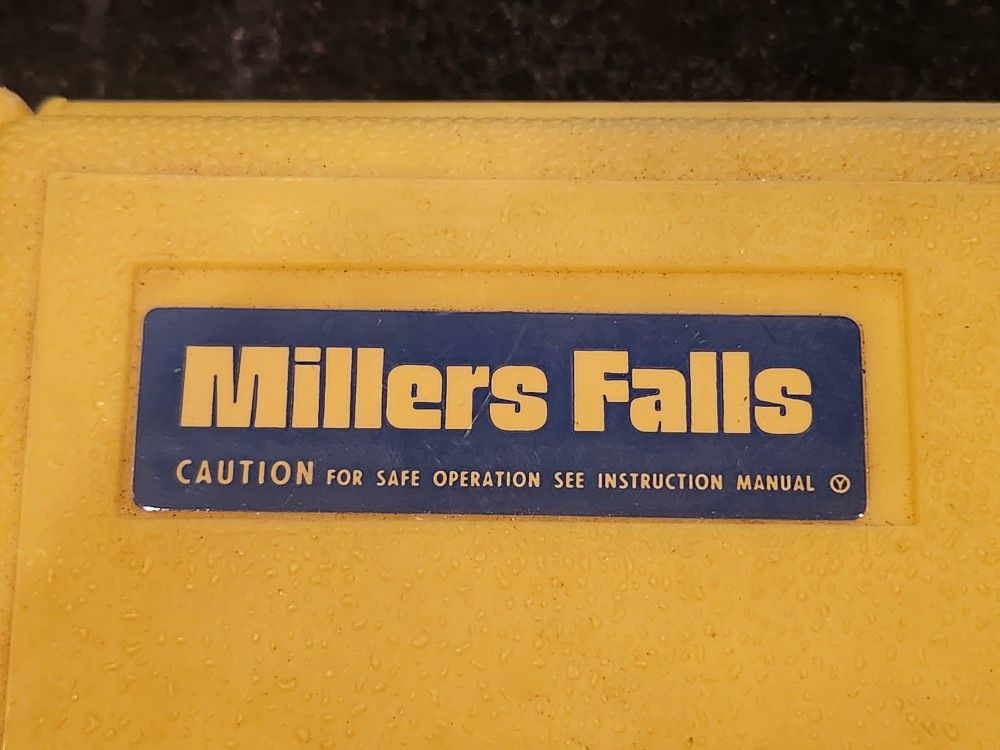 Millers Falls
CAUTION FOR SAFE OPERATION SEE INSTRUCTION MANUAL Ⓨ